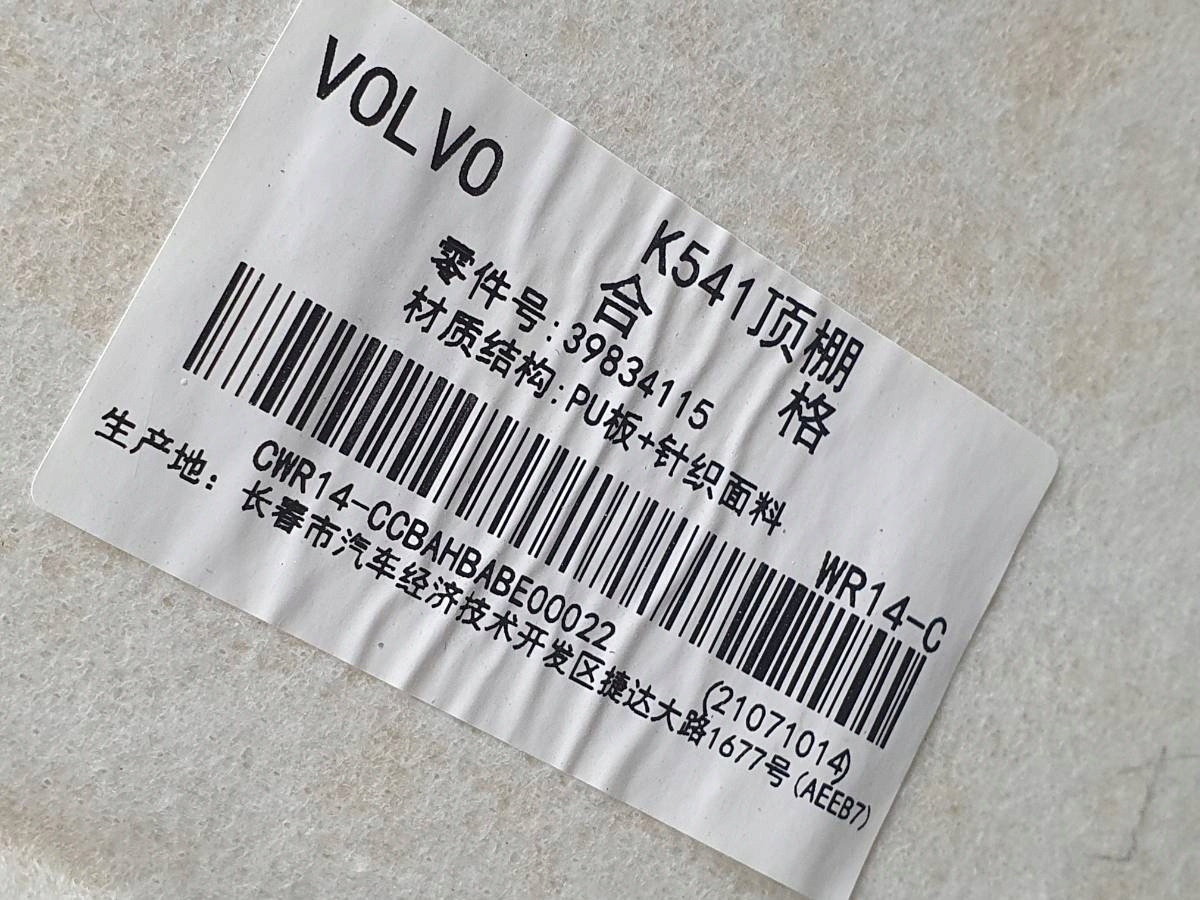 VOLVO
K541顶棚
合 格
零件号:39834115
材质结构:PU板+针织面料
WR14-C
CWR14-CCBAHBABE00022
(21071014)
生产地: 长春市汽车经济技术开发区捷达大路1677号(AEEB7)